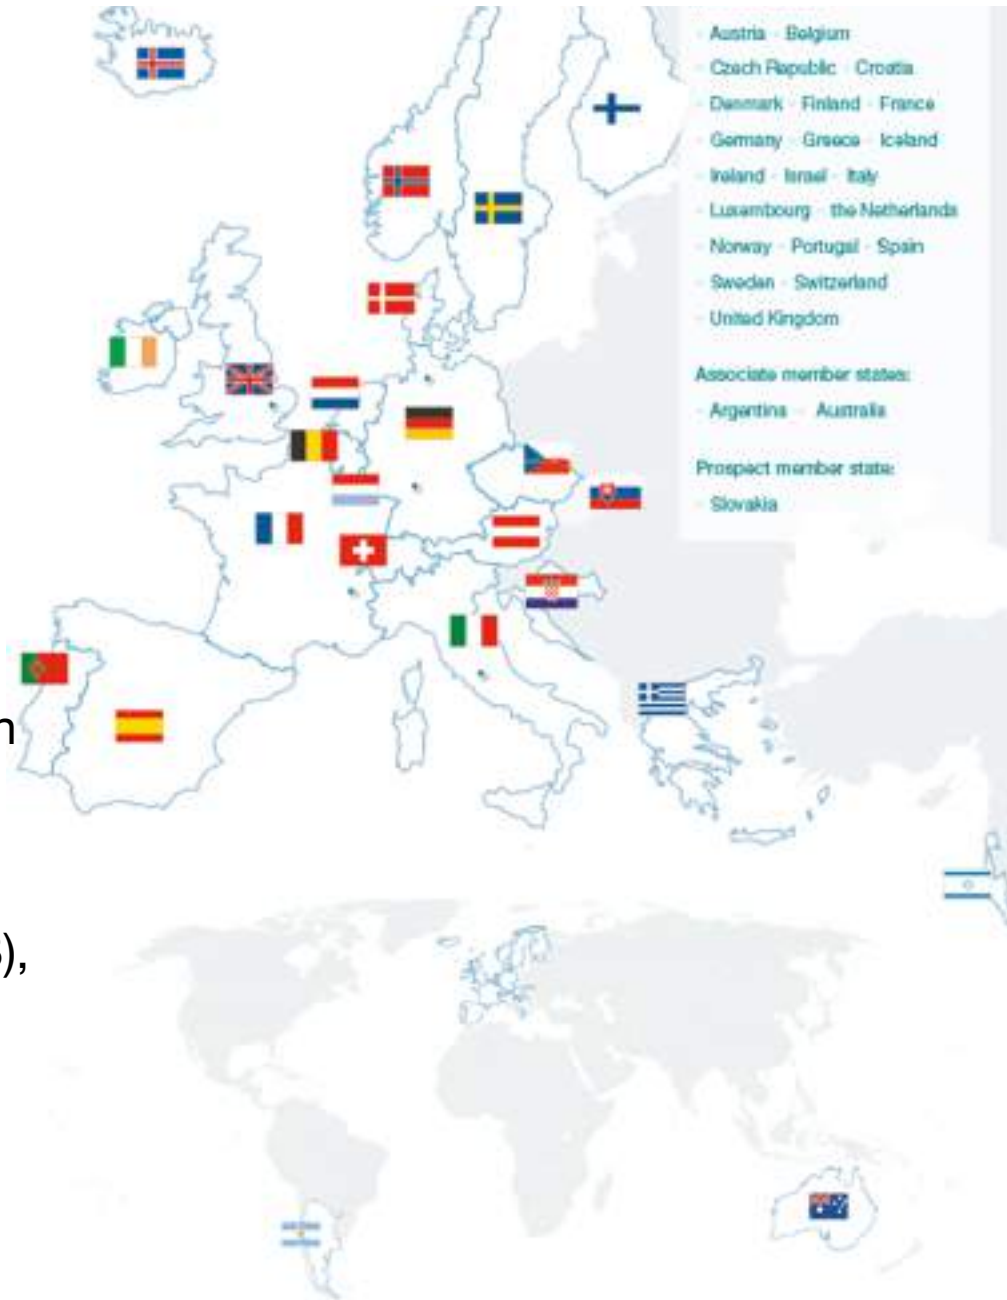 Austria · Belgium
Czech Republic · Croatia
Denmark · Finland · France
Germany · Greece · Iceland
Ireland · Israel · Italy
Luxembourg · the Netherlands
Norway · Portugal · Spain
Sweden · Switzerland
United Kingdom
Associate member states:
Argentina · Australia
Prospect member state:
Slovakia
n
),